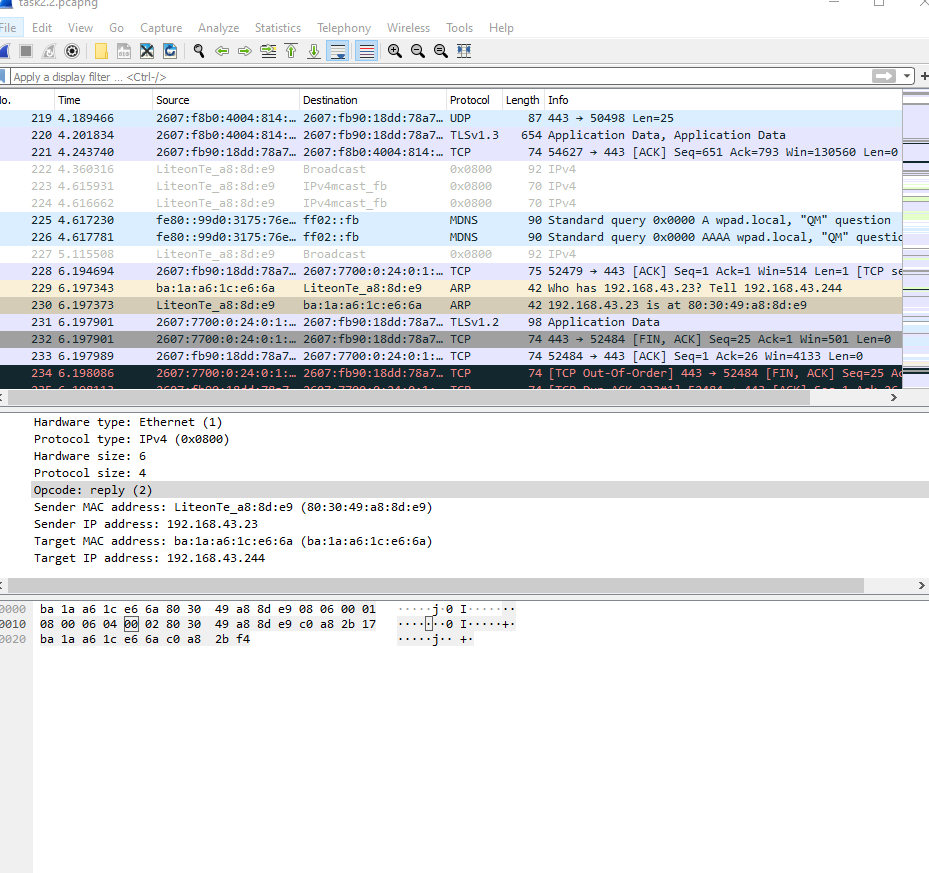 task2.2.pcapng
File Edit View Go Capture Analyze Statistics Telephony Wireless Tools Help
Apply a display filter ... <Ctrl-/>
No. Time Source Destination Protocol Length Info
219 4.189466 2607:f8b0:4004:814:… 2607:fb90:18dd:78a7… UDP 87 443 → 50498 Len=25
220 4.201834 2607:f8b0:4004:814:… 2607:fb90:18dd:78a7… TLSv1.3 654 Application Data, Application Data
221 4.243740 2607:fb90:18dd:78a7… 2607:f8b0:4004:814:… TCP 74 54627 → 443 [ACK] Seq=651 Ack=793 Win=130560 Len=0
222 4.360316 LiteonTe_a8:8d:e9 Broadcast 0x0800 92 IPv4
223 4.615931 LiteonTe_a8:8d:e9 IPv4mcast_fb 0x0800 70 IPv4
224 4.616662 LiteonTe_a8:8d:e9 IPv4mcast_fb 0x0800 70 IPv4
225 4.617230 fe80::99d0:3175:76e… ff02::fb MDNS 90 Standard query 0x0000 A wpad.local, "QM" question
226 4.617781 fe80::99d0:3175:76e… ff02::fb MDNS 90 Standard query 0x0000 AAAA wpad.local, "QM" questic
227 5.115508 LiteonTe_a8:8d:e9 Broadcast 0x0800 92 IPv4
228 6.194694 2607:fb90:18dd:78a7… 2607:7700:0:24:0:1:… TCP 75 52479 → 443 [ACK] Seq=1 Ack=1 Win=514 Len=1 [TCP se
229 6.197343 ba:1a:a6:1c:e6:6a LiteonTe_a8:8d:e9 ARP 42 Who has 192.168.43.23? Tell 192.168.43.244
230 6.197373 LiteonTe_a8:8d:e9 ba:1a:a6:1c:e6:6a ARP 42 192.168.43.23 is at 80:30:49:a8:8d:e9
231 6.197901 2607:7700:0:24:0:1:… 2607:fb90:18dd:78a7… TLSv1.2 98 Application Data
232 6.197901 2607:7700:0:24:0:1:… 2607:fb90:18dd:78a7… TCP 74 443 → 52484 [FIN, ACK] Seq=25 Ack=1 Win=501 Len=0
233 6.197989 2607:fb90:18dd:78a7… 2607:7700:0:24:0:1:… TCP 74 52484 → 443 [ACK] Seq=1 Ack=26 Win=4133 Len=0
234 6.198086 2607:7700:0:24:0:1:… 2607:fb90:18dd:78a7… TCP 74 [TCP Out-Of-Order] 443 → 52484 [FIN, ACK] Seq=25 Ac
Hardware type: Ethernet (1)
Protocol type: IPv4 (0x0800)
Hardware size: 6
Protocol size: 4
Opcode: reply (2)
Sender MAC address: LiteonTe_a8:8d:e9 (80:30:49:a8:8d:e9)
Sender IP address: 192.168.43.23
Target MAC address: ba:1a:a6:1c:e6:6a (ba:1a:a6:1c:e6:6a)
Target IP address: 192.168.43.244
0000 ba 1a a6 1c e6 6a 80 30 49 a8 8d e9 08 06 00 01 ·····j·0 I·······
0010 08 00 06 04 00 02 80 30 49 a8 8d e9 c0 a8 2b 17 ·······0 I·····+·
0020 ba 1a a6 1c e6 6a c0 a8 2b f4 ·····j·· +·